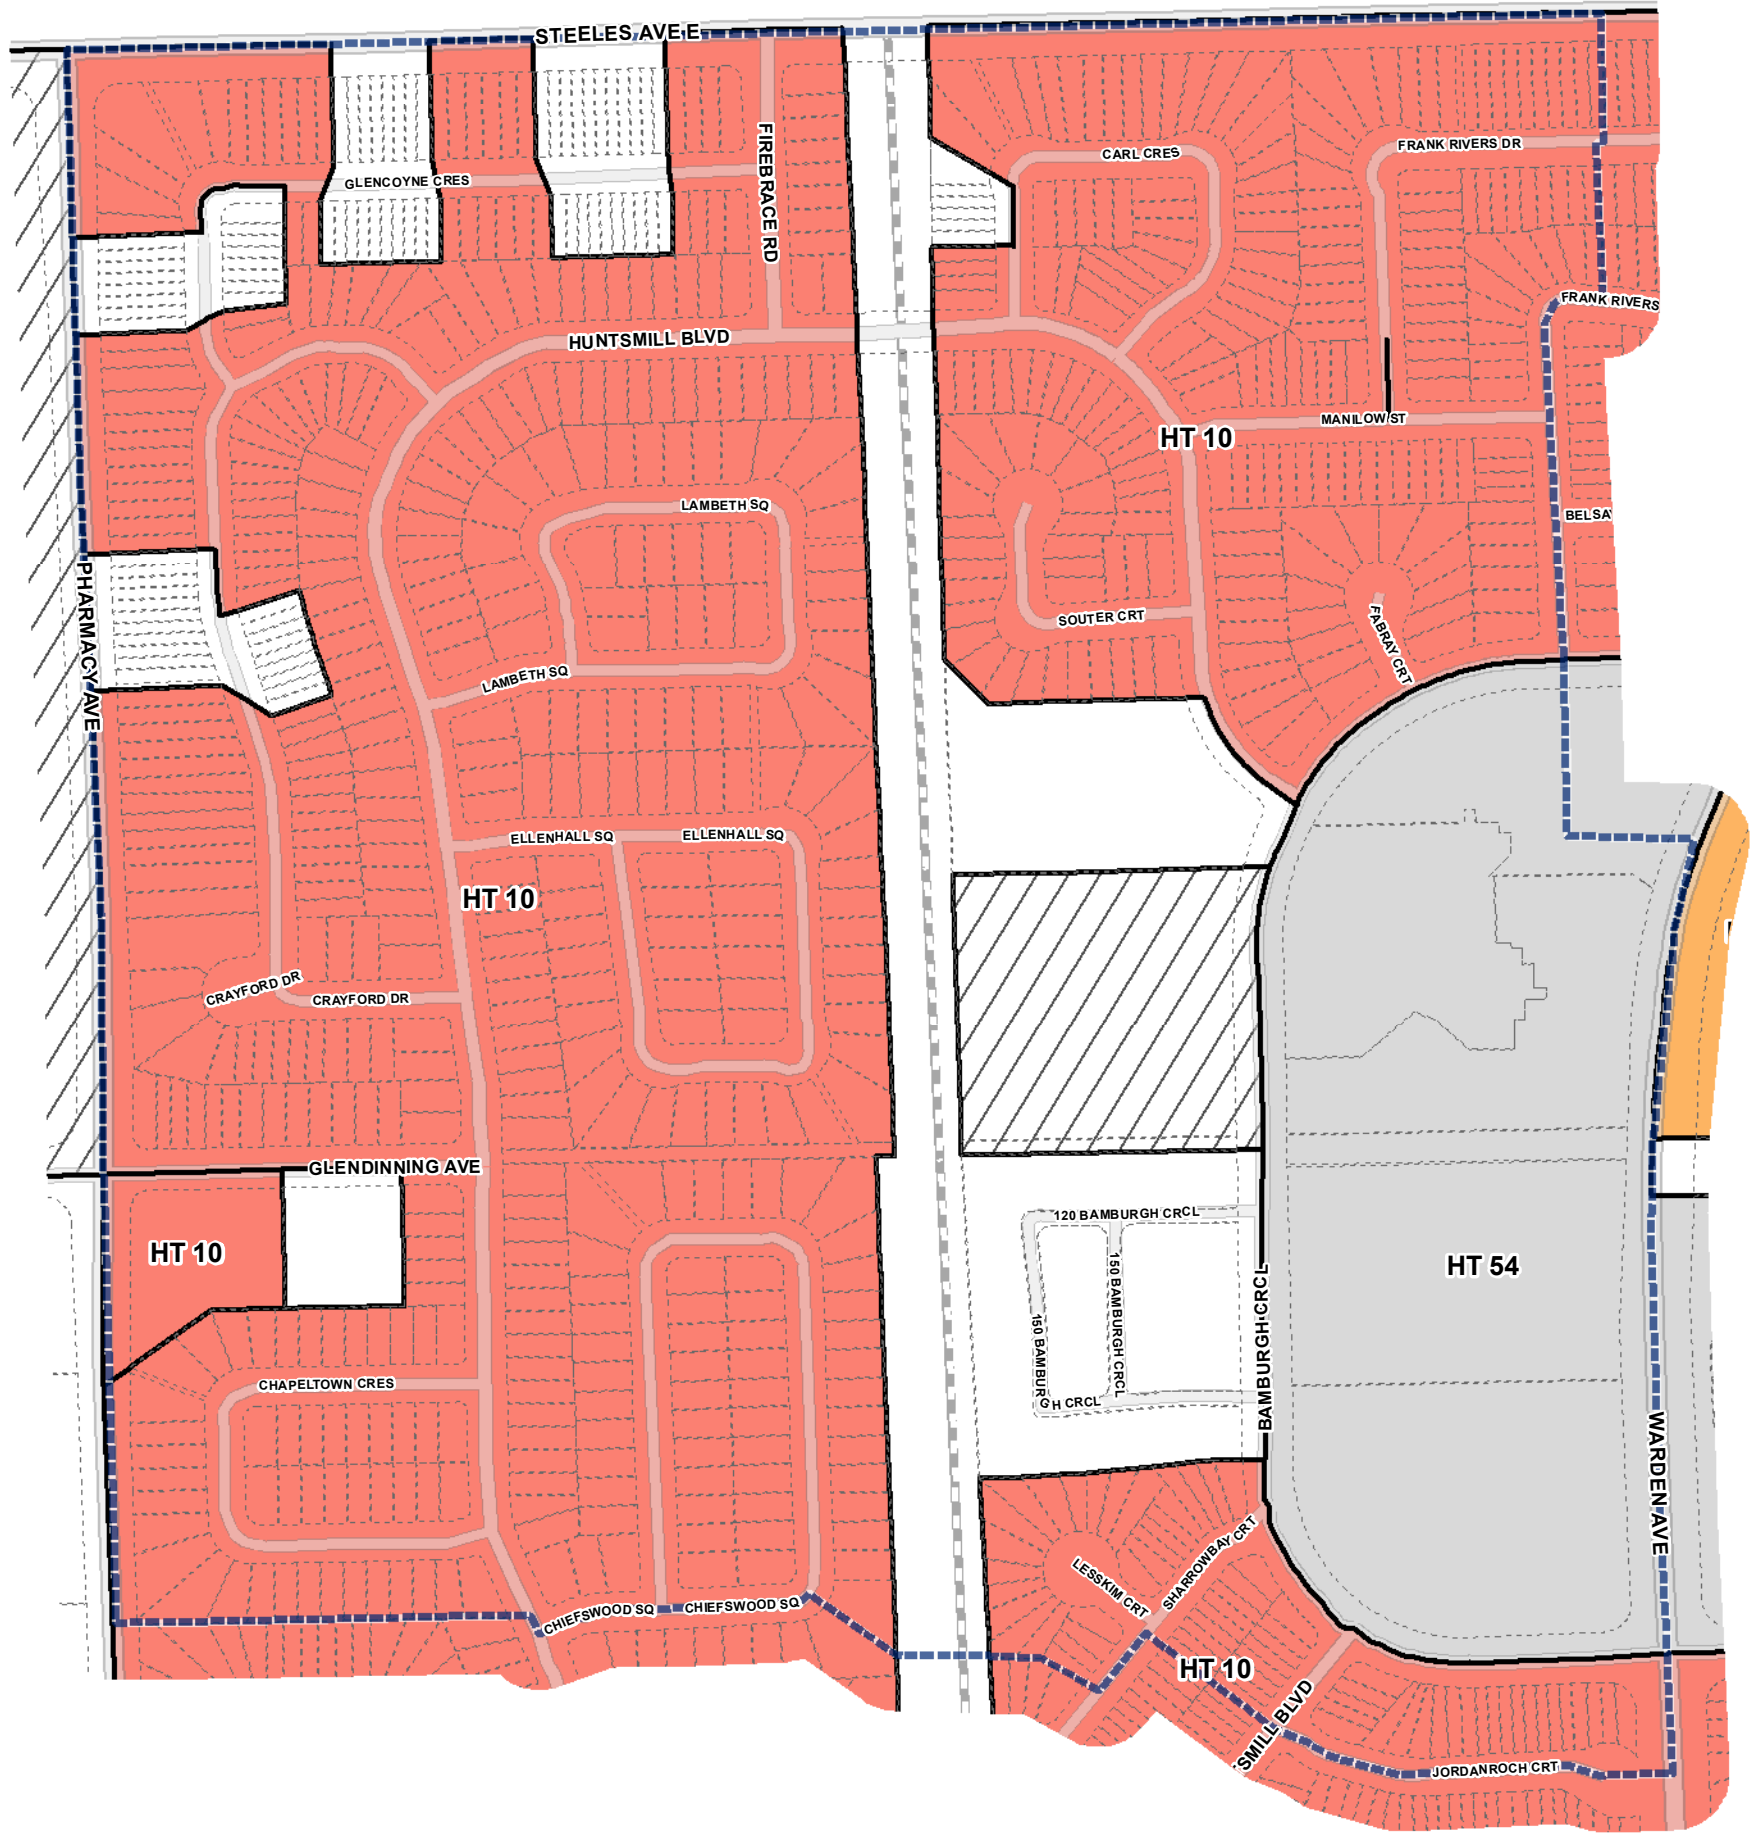 STEELES AVE E
FRANK RIVERS DR
CARL CRES
GLENCOYNE CRES
FIREBRACE RD
FRANK RIVERS
HUNTSMILL BLVD
MANILOW ST
HT 10
LAMBETH SQ
BELSA
SOUTER CRT
FABRAY CRT
PHARMACY AVE
LAMBETH SQ
ELLENHALL SQ
ELLENHALL SQ
HT 10
CRAYFORD DR
CRAYFORD DR
GLENDINNING AVE
120 BAMBURGH CRCL
HT 10
HT 54
150 BAMBURGH CRCL
150 BAMBURGH CRCL
BAMBURGH CRCL
CHAPELTOWN CRES
WARDEN AVE
SHARROWBAY CRT
LESSKIM CRT
CHIEFSWOOD SQ
CHIEFSWOOD SQ
HT 10
SMILL BLVD
JORDANROCH CRT